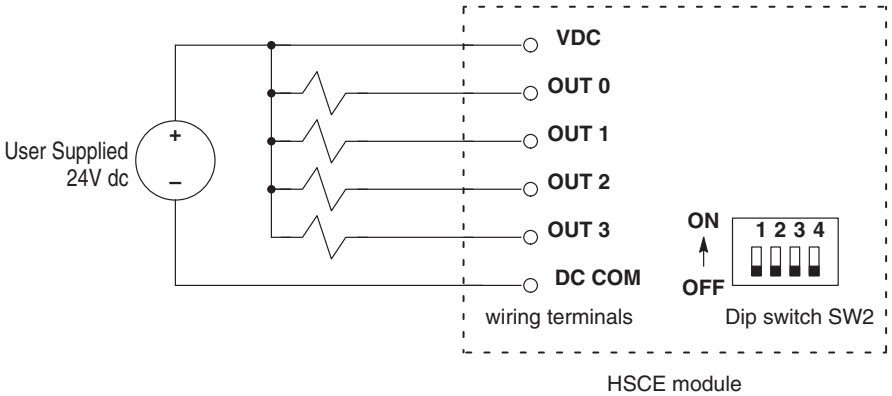 VDC
OUT 0
OUT 1
OUT 2
OUT 3
DC COM
User Supplied
24V dc
+
–
ON
OFF
1 2 3 4
wiring terminals
Dip switch SW2
HSCE module